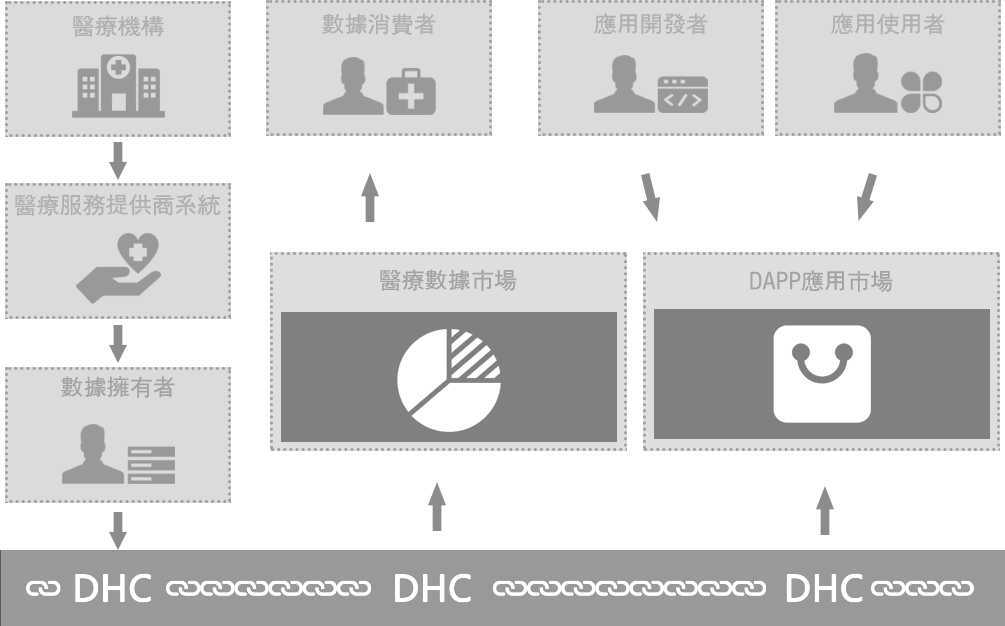 醫療機構
數據消費者
應用開發者
應用使用者
醫療服務提供商系統
醫療數據市場
DAPP應用市場
數據擁有者
DHC DHC DHC